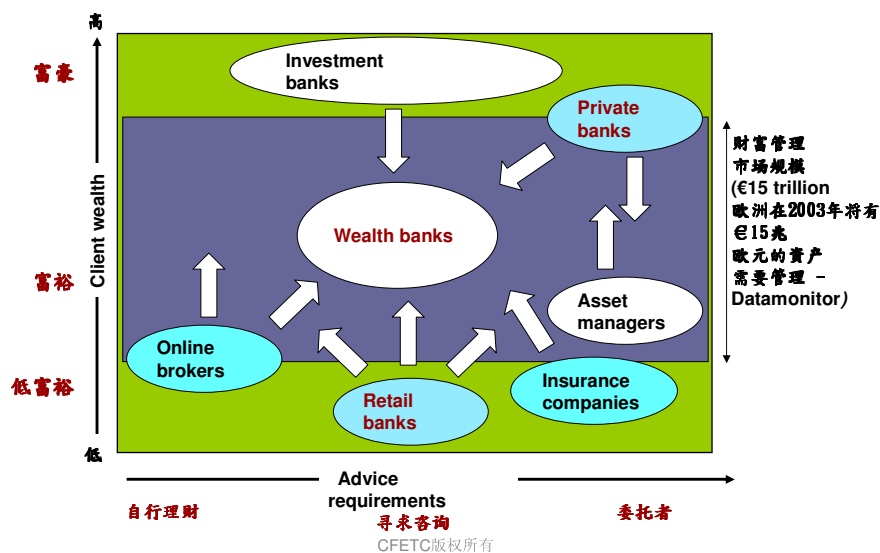 高
富豪
Client wealth
富裕
低富裕
低
Investment
banks
Private
banks
Wealth banks
Asset
managers
Online
brokers
Retail
banks
Insurance
companies
财富管理
市场规模
(€15 trillion
欧洲在2003年将有
€15兆
欧元的资产
需要管理 –
Datamonitor)
Advice
requirements
自行理财
寻求咨询
委托者
CFETC版权所有